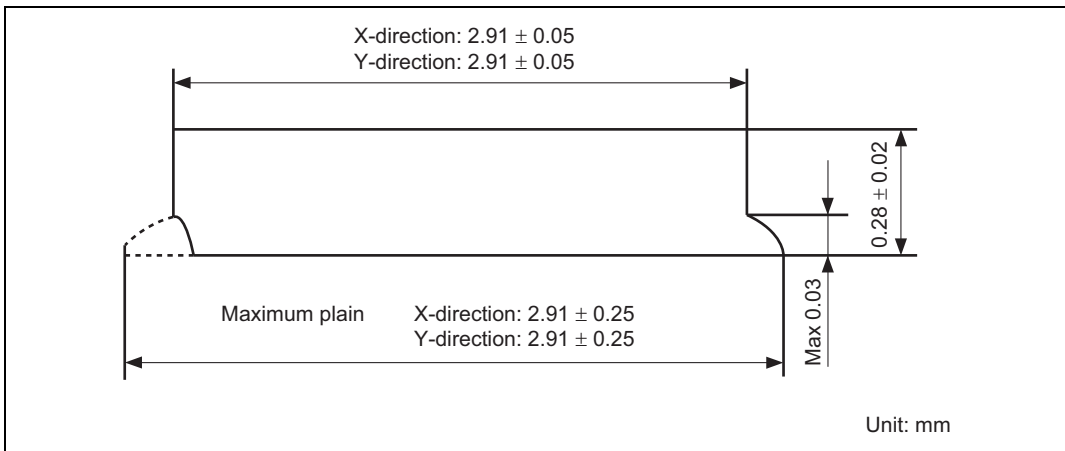 X-direction: 2.91 ± 0.05
Y-direction: 2.91 ± 0.05
0.28 ± 0.02
Max 0.03
Maximum plain X-direction: 2.91 ± 0.25
Y-direction: 2.91 ± 0.25
Unit: mm